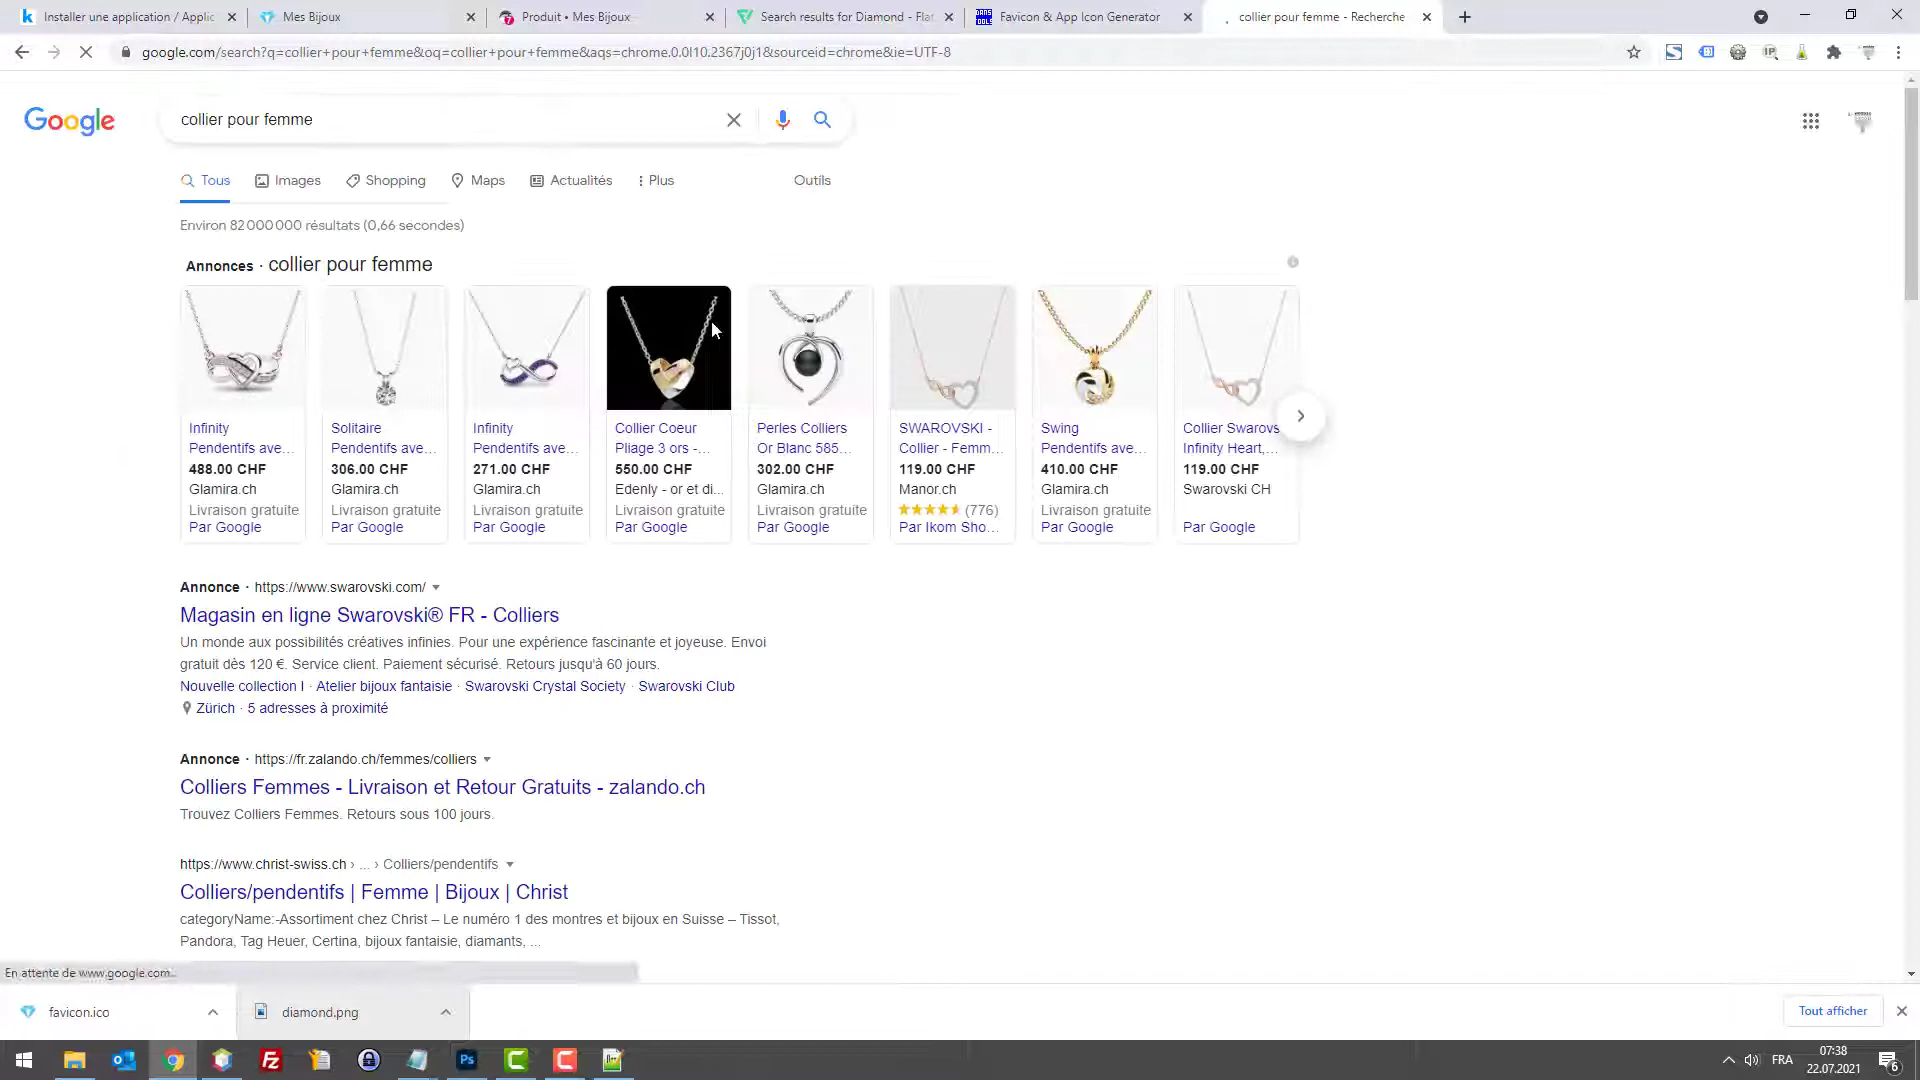 Installer une application / Applic
Mes Bijoux
Produit • Mes Bijoux
Search results for Diamond - Flat
Favicon & App Icon Generator
collier pour femme - Recherche
google.com/search?q=collier+pour+femme&oq=collier+pour+femme&aqs=chrome.0.0l10.2367j0j1&sourceid=chrome&ie=UTF-8
Google
collier pour femme
Tous
Images
Shopping
Maps
Actualités
Plus
Outils
Environ 82 000 000 résultats (0,66 secondes)
Annonces · collier pour femme
Infinity
Pendentifs ave...
488.00 CHF
Glamira.ch
Livraison gratuite
Par Google
Solitaire
Pendentifs ave...
306.00 CHF
Glamira.ch
Livraison gratuite
Par Google
Infinity
Pendentifs ave...
271.00 CHF
Glamira.ch
Livraison gratuite
Par Google
Collier Coeur
Pliage 3 ors -...
550.00 CHF
Edenly - or et di...
Livraison gratuite
Par Google
Perles Colliers
Or Blanc 585...
302.00 CHF
Glamira.ch
Livraison gratuite
Par Google
SWAROVSKI -
Collier - Femm...
119.00 CHF
Manor.ch
(776)
Par Ikom Sho...
Swing
Pendentifs ave...
410.00 CHF
Glamira.ch
Livraison gratuite
Par Google
Collier Swarovs
Infinity Heart,...
119.00 CHF
Swarovski CH
Par Google
Annonce · https://www.swarovski.com/
Magasin en ligne Swarovski® FR - Colliers
Un monde aux possibilités créatives infinies. Pour une expérience fascinante et joyeuse. Envoi
gratuit dès 120 €. Service client. Paiement sécurisé. Retours jusqu'à 60 jours.
Nouvelle collection I · Atelier bijoux fantaisie · Swarovski Crystal Society · Swarovski Club
Zürich · 5 adresses à proximité
Annonce · https://fr.zalando.ch/femmes/colliers
Colliers Femmes - Livraison et Retour Gratuits - zalando.ch
Trouvez Colliers Femmes. Retours sous 100 jours.
https://www.christ-swiss.ch › ... › Colliers/pendentifs
Colliers/pendentifs | Femme | Bijoux | Christ
categoryName:-Assortiment chez Christ – Le numéro 1 des montres et bijoux en Suisse – Tissot,
Pandora, Tag Heuer, Certina, bijoux fantaisie, diamants, ...
En attente de www.google.com...
favicon.ico
diamond.png
Tout afficher
Ps
FRA
07:38
22.07.2021
6